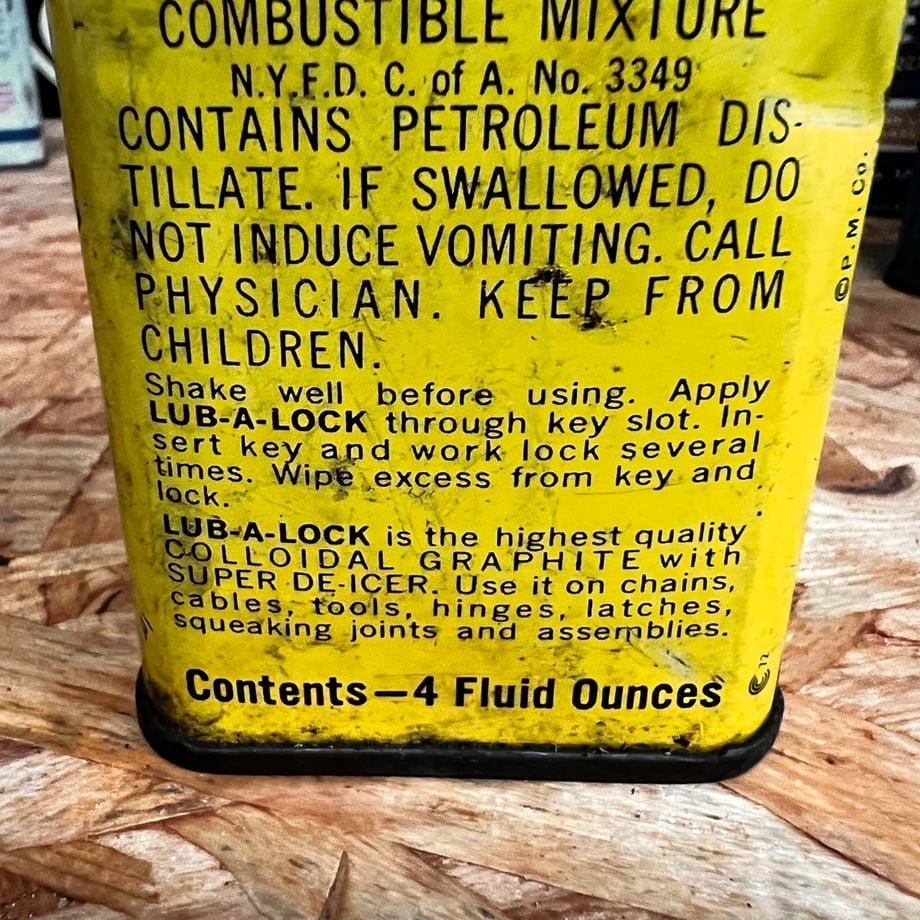 COMBUSTIBLE MIXTURE
N.Y.F.D. C. of A. No. 3349
CONTAINS PETROLEUM DIS-
TILLATE. IF SWALLOWED, DO
NOT INDUCE VOMITING. CALL
PHYSICIAN. KEEP FROM
CHILDREN.
Shake well before using. Apply
LUB-A-LOCK through key slot. In-
sert key and work lock several
times. Wipe excess from key and
lock.
LUB-A-LOCK is the highest quality
COLLOIDAL GRAPHITE with
SUPER DE-ICER. Use it on chains,
cables, tools, hinges, latches,
squeaking joints and assemblies.
Contents—4 Fluid Ounces
©P.M.Co.
12